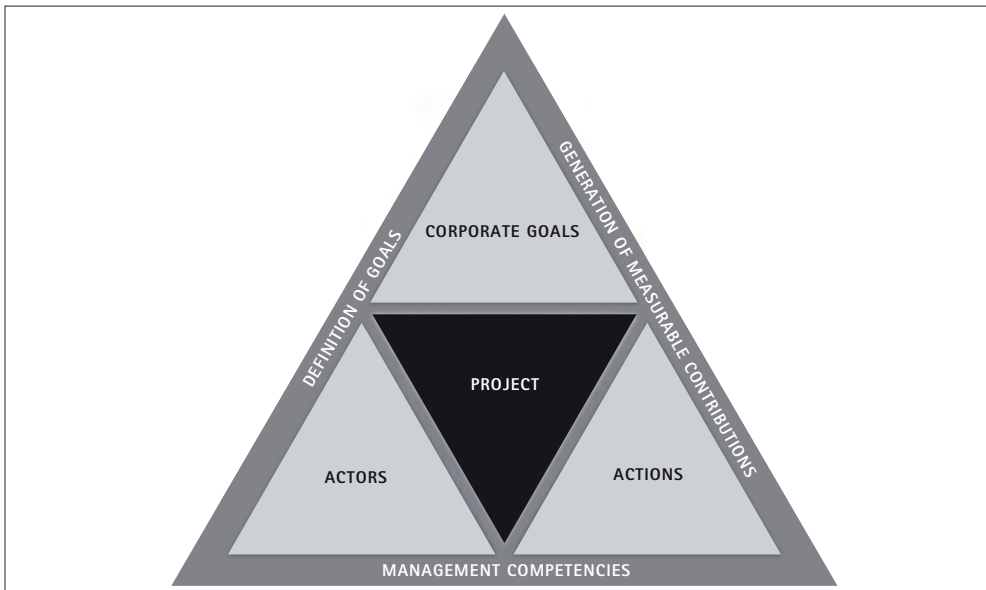 CORPORATE GOALS
DEFINITION OF GOALS
GENERATION OF MEASURABLE CONTRIBUTIONS
PROJECT
ACTORS
ACTIONS
MANAGEMENT COMPETENCIES